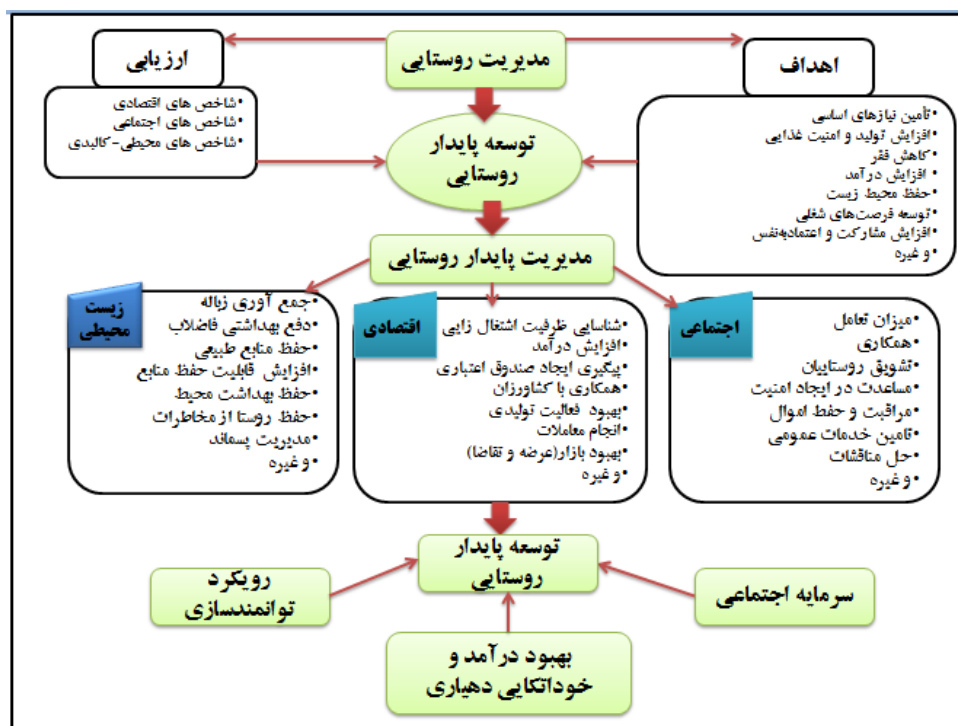 مدیریت روستایی
اهداف
•تأمین نیازهای اساسی
•افزایش تولید و امنیت غذایی
•کاهش فقر
•افزایش درآمد
•حفظ محیط زیست
•توسعه فرصت‌های شغلی
•افزایش مشارکت و اعتمادبه‌نفس
•و غیره
ارزیابی
•شاخص های اقتصادی
•شاخص های اجتماعی
•شاخص های محیطی-کالبدی
توسعه پایدار
روستایی
مدیریت پایدار روستایی
اجتماعی
•میزان تعامل
•همکاری
•تشویق روستاییان
•مساعدت در ایجاد امنیت
•مراقبت و حفط اموال
•تامین خدمات عمومی
•حل مناقشات
•و غیره
اقتصادی
•شناسایی ظرفیت اشتغال زایی
•افزایش درآمد
•پیگیری ایجاد صندوق اعتباری
•همکاری با کشاورزان
•بهبود فعالیت تولیدی
•انجام معاملات
•بهبود بازار(عرضه و تقاضا)
•و غیره
زیست
محیطی
•جمع آوری زباله
•دفع بهداشتی فاضلاب
•حفظ منابع طبیعی
•افزایش قابلیت حفظ منابع
•حفظ بهداشت محیط
•حفظ روستا از مخاطرات
•مدیریت پسماند
•و غیره
توسعه پایدار
روستایی
سرمایه اجتماعی
رویکرد
توانمندسازی
بهبود درآمد و
خوداتکایی دهیاری